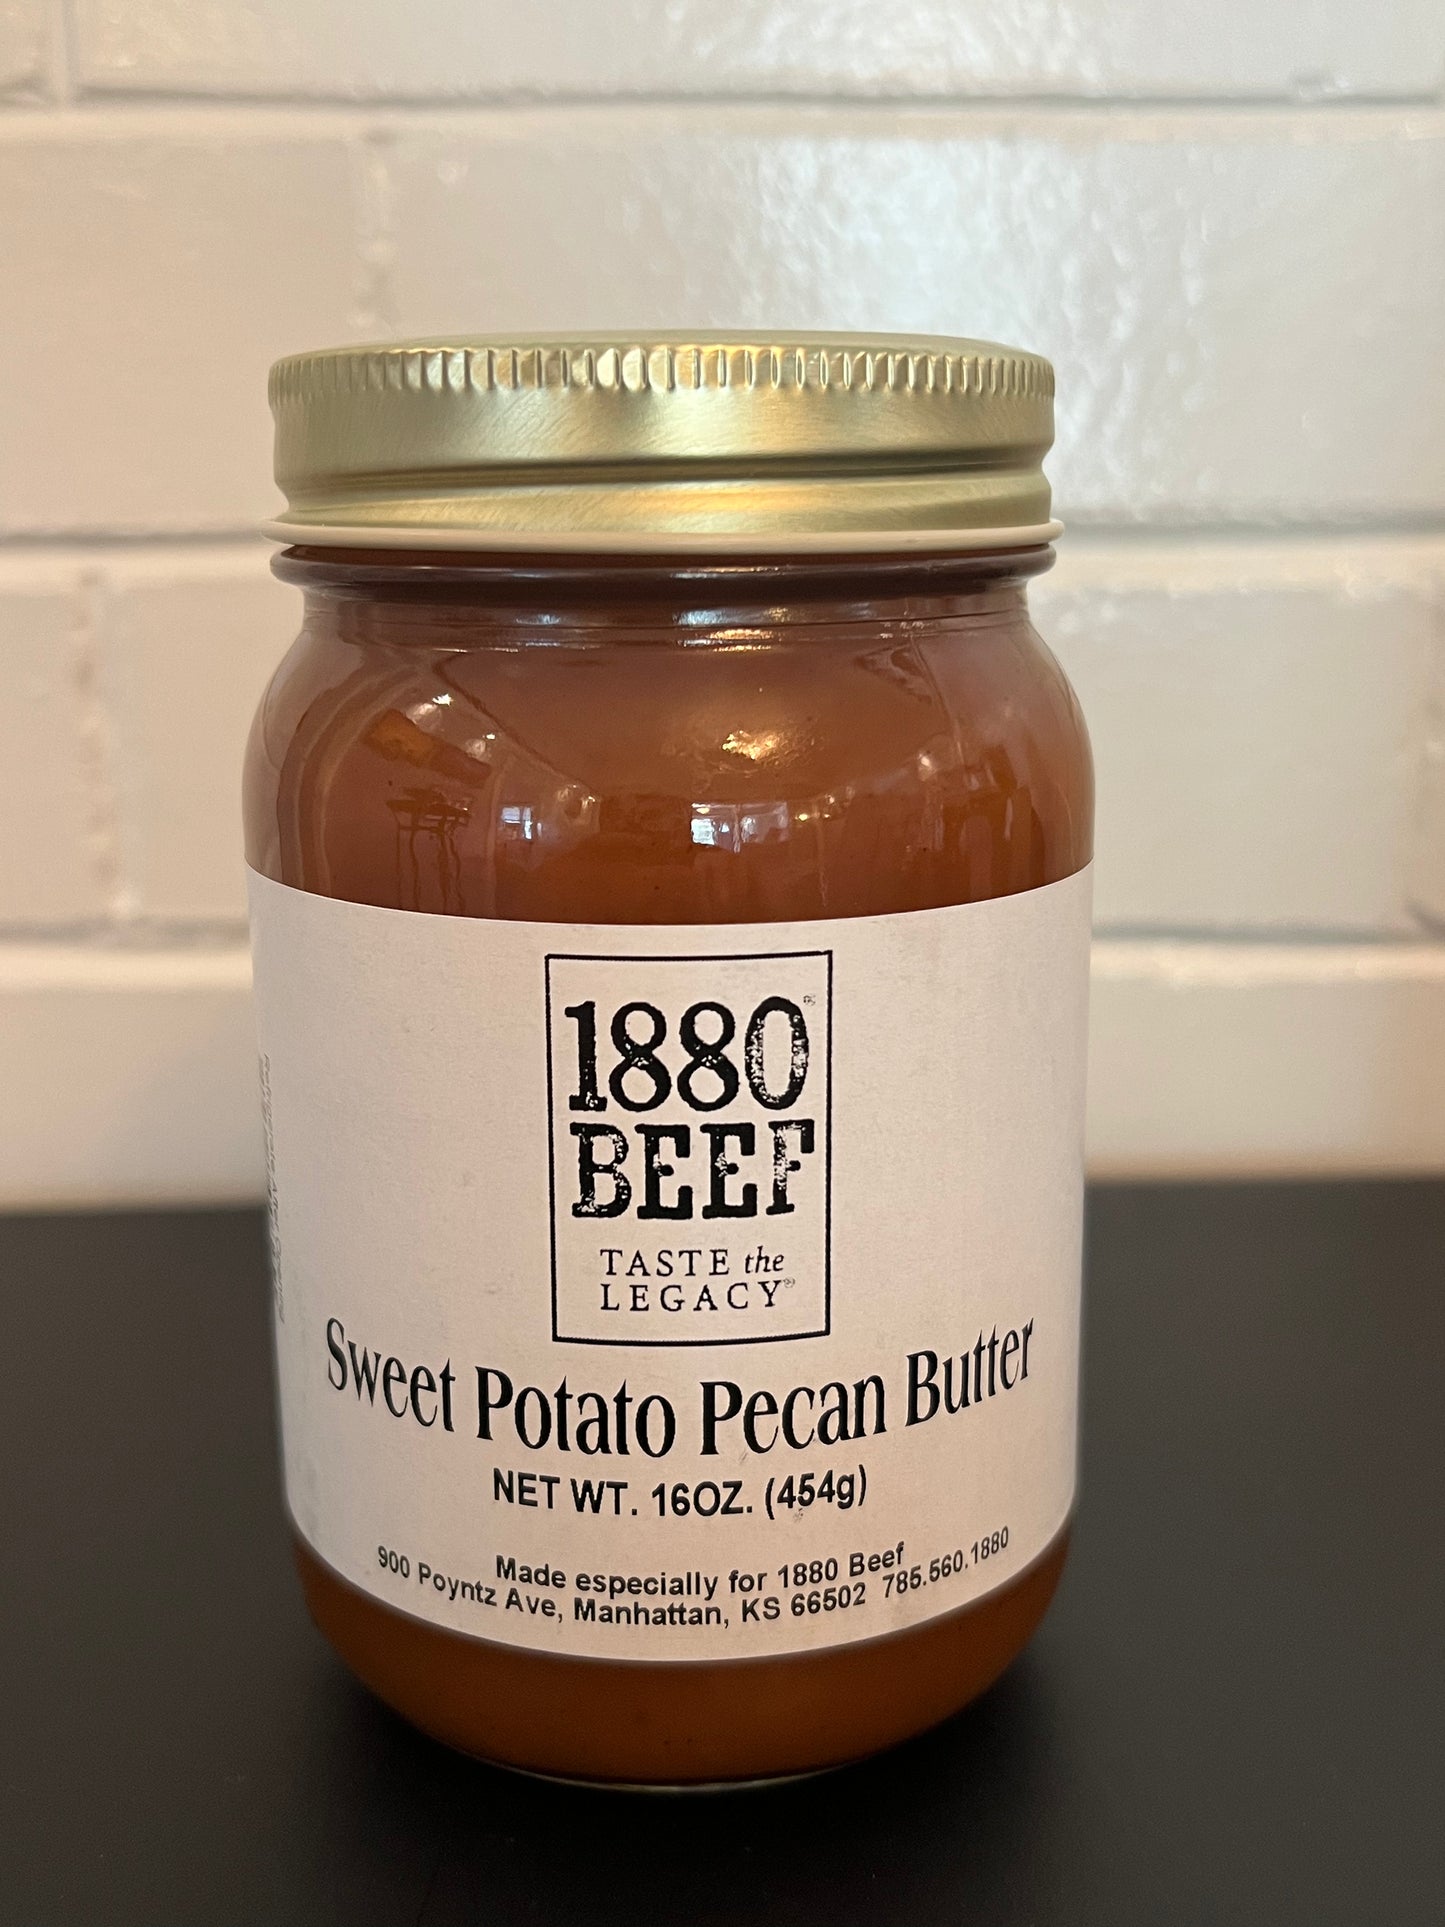 1880
BEEF
TASTE the
LEGACY®
Sweet Potato Pecan Butter
NET WT. 16OZ. (454g)
Made especially for 1880 Beef
900 Poyntz Ave, Manhattan, KS 66502 785.560.1880